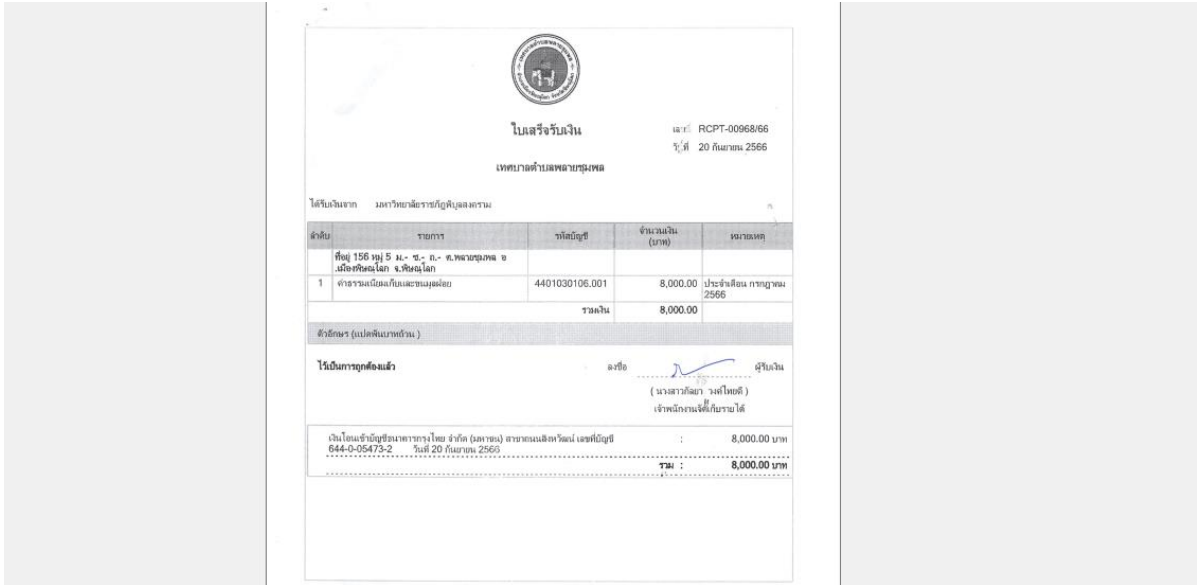 ใบเสร็จรับเงิน
เลขที่ RCPT-00968/66
วันที่ 20 กันยายน 2566
เทศบาลตำบลพลายชุมพล
ได้รับเงินจาก มหาวิทยาลัยราชภัฏพิบูลสงคราม
ลำดับ รายการ รหัสบัญชี จำนวนเงิน (บาท) หมายเหตุ
ที่อยู่ 156 หมู่ 5 ม.- ซ.- ถ.- ต.พลายชุมพล อ
.เมืองพิษณุโลก จ.พิษณุโลก
1 ค่าธรรมเนียมเก็บและขนมูลฝอย 4401030106.001 8,000.00 ประจำเดือน กรกฎาคม
2566
รวมเงิน 8,000.00
ตัวอักษร (แปดพันบาทถ้วน )
ไว้เป็นการถูกต้องแล้ว
ลงชื่อ ผู้รับเงิน
( นางสาวกัลยา วงค์ไทยดี )
เจ้าพนักงานจัดเก็บรายได้
เงินโอนเข้าบัญชีธนาคารกรุงไทย จำกัด (มหาชน) สาขาถนนสิงหวัฒน์ เลขที่บัญชี : 8,000.00 บาท
644-0-05473-2 วันที่ 20 กันยายน 2566
รวม : 8,000.00 บาท